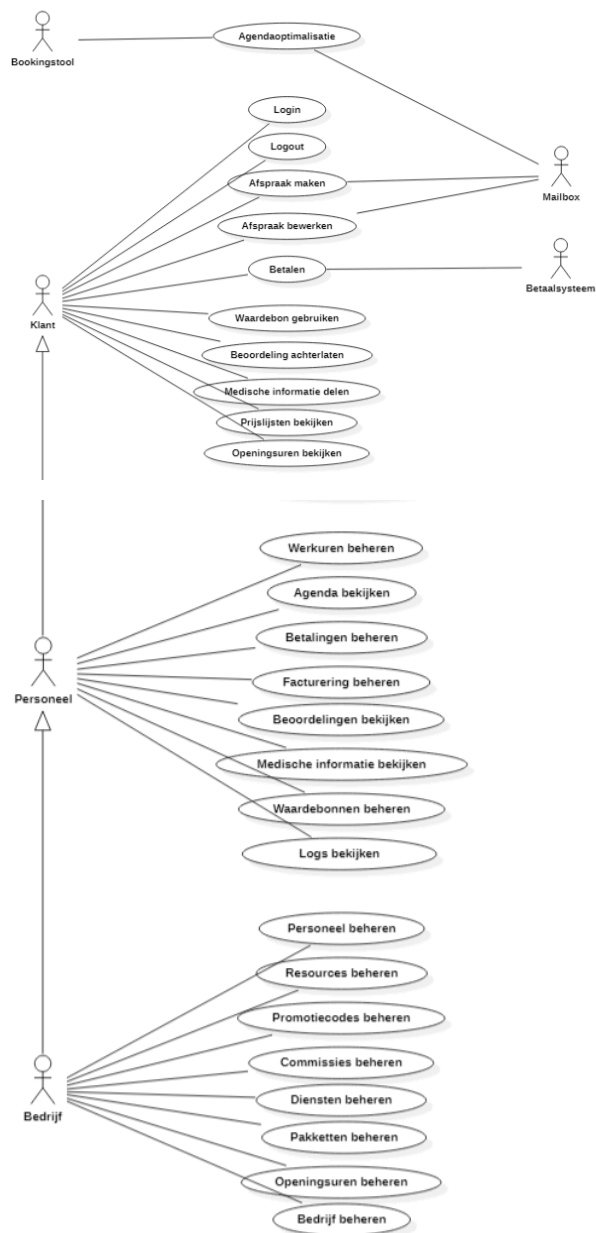 Agendaoptimalisatie
Bookingstool
Login
Logout
Afspraak maken
Mailbox
Afspraak bewerken
Betalen
Betaalsysteem
Klant
Waardebon gebruiken
Beoordeling achterlaten
Medische informatie delen
Prijslijsten bekijken
Openingsuren bekijken
Werkuren beheren
Agenda bekijken
Betalingen beheren
Facturering beheren
Personeel
Beoordelingen bekijken
Medische informatie bekijken
Waardebonnen beheren
Logs bekijken
Personeel beheren
Resources beheren
Promotiecodes beheren
Commissies beheren
Diensten beheren
Bedrijf
Pakketten beheren
Openingsuren beheren
Bedrijf beheren